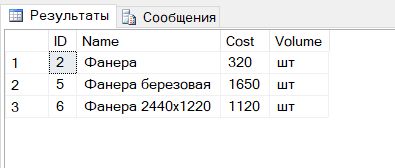 Результаты Сообщения
ID Name Cost Volume
1 2 Фанера 320 шт
2 5 Фанера березовая 1650 шт
3 6 Фанера 2440x1220 1120 шт